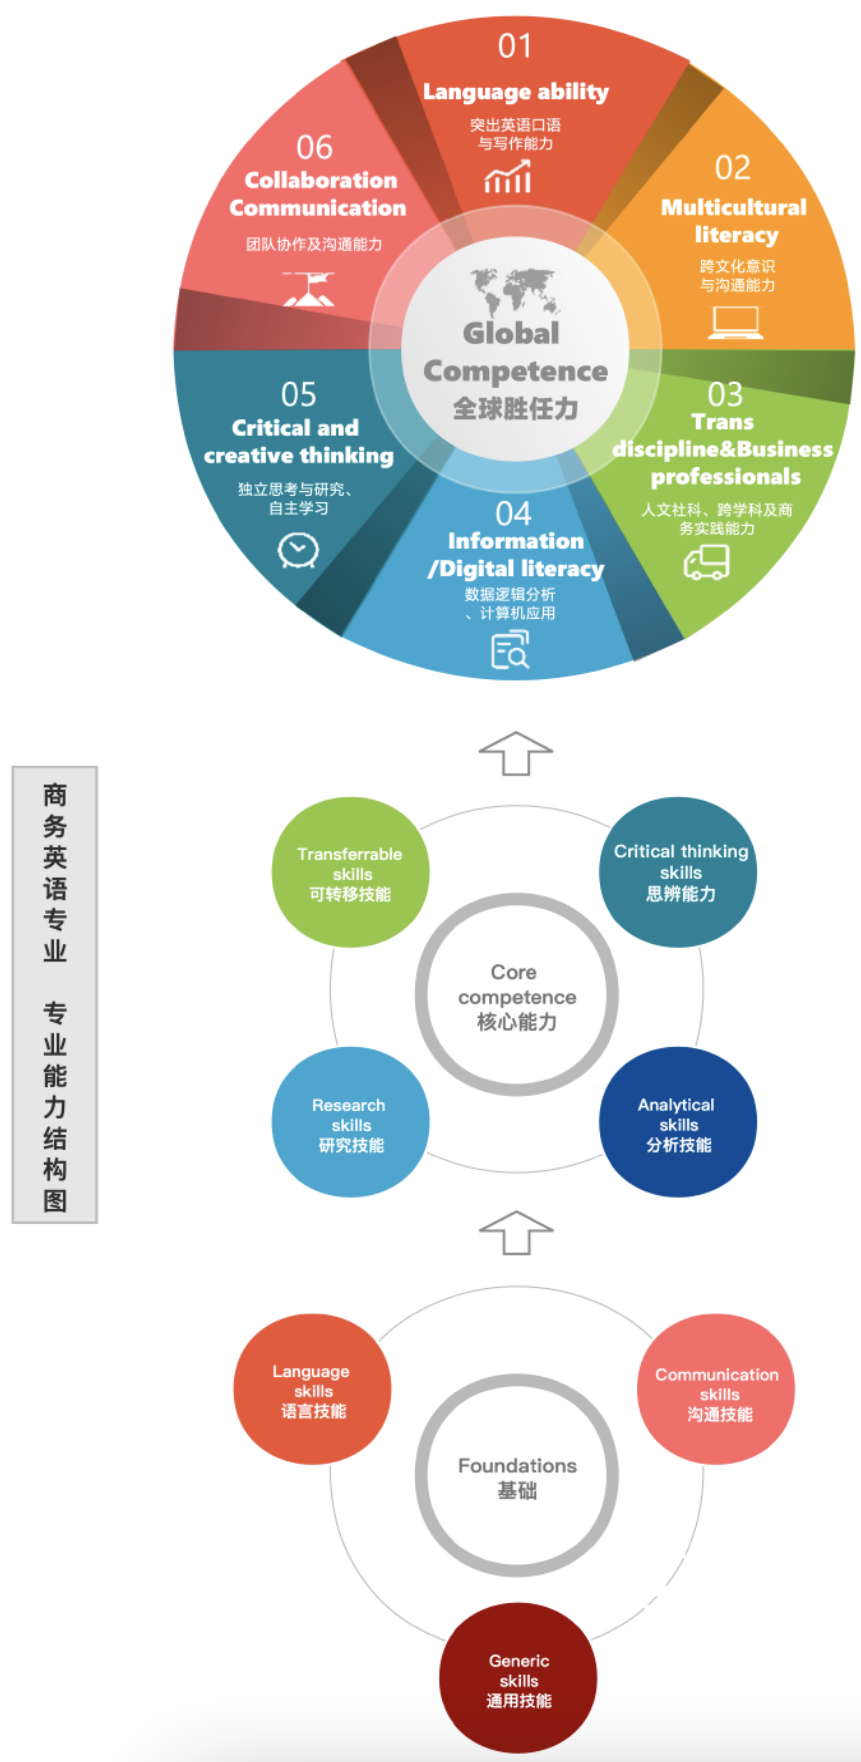 01
Language ability
突出英语口语
与写作能力
02
Multicultural
literacy
跨文化意识
与沟通能力
03
Trans
discipline&Business
professionals
人文社科、跨学科及商
务实践能力
04
Information
/Digital literacy
数据逻辑分析
、计算机应用
05
Critical and
creative thinking
独立思考与研究、
自主学习
06
Collaboration
Communication
团队协作及沟通能力
Global
Competence
全球胜任力
商务英语专业 专业能力结构图
Transferrable
skills
可转移技能
Critical thinking
skills
思辨能力
Core
competence
核心能力
Research
skills
研究技能
Analytical
skills
分析技能
Language
skills
语言技能
Communication
skills
沟通技能
Foundations
基础
Generic
skills
通用技能